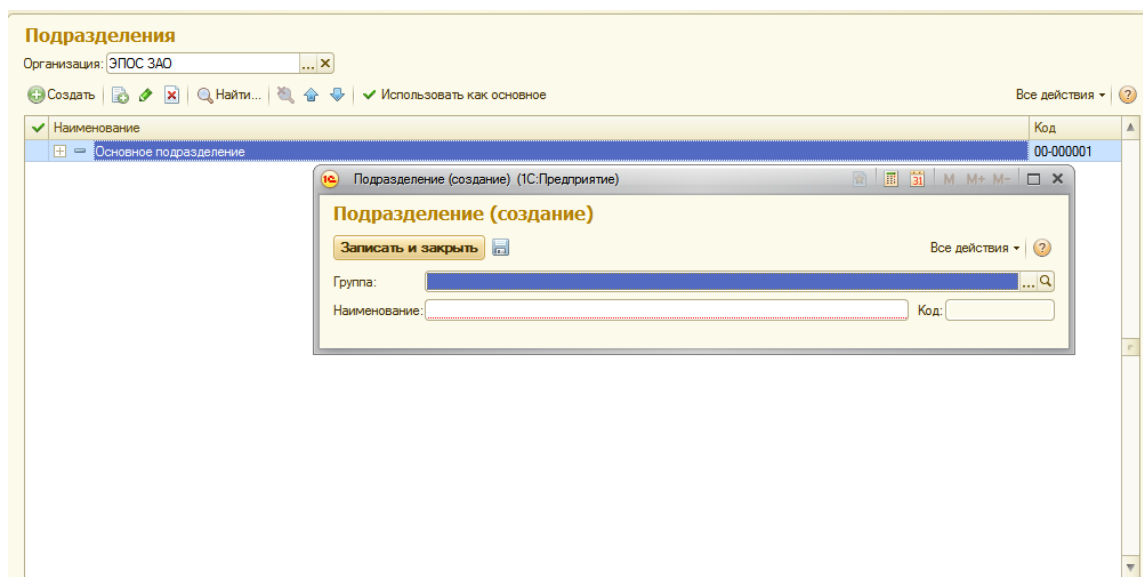 Подразделения
Организация: ЭПОС ЗАО ...
Создать Найти... Использовать как основное Все действия
Наименование Код
Основное подразделение 00-000001
Подразделение (создание) (1С:Предприятие) 31 M M+ M-
Подразделение (создание)
Записать и закрыть Все действия
Группа: ...
Наименование: Код: